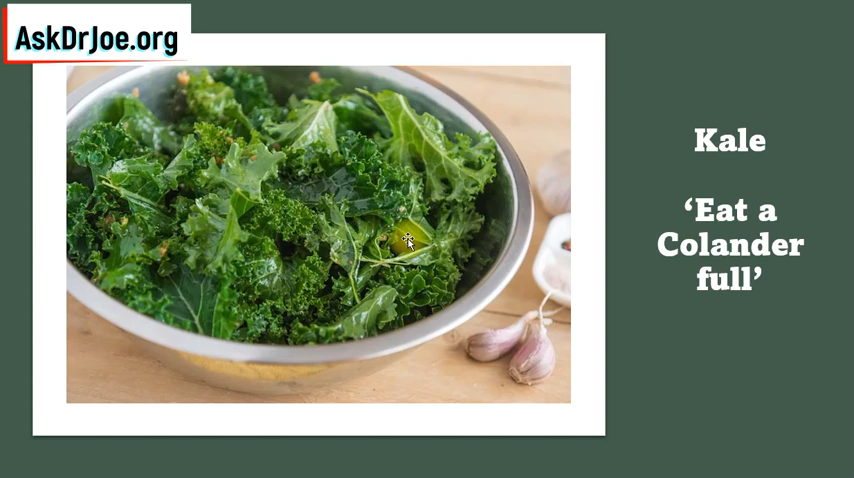 AskDrJoe.org
Kale
‘Eat a
Colander
full’